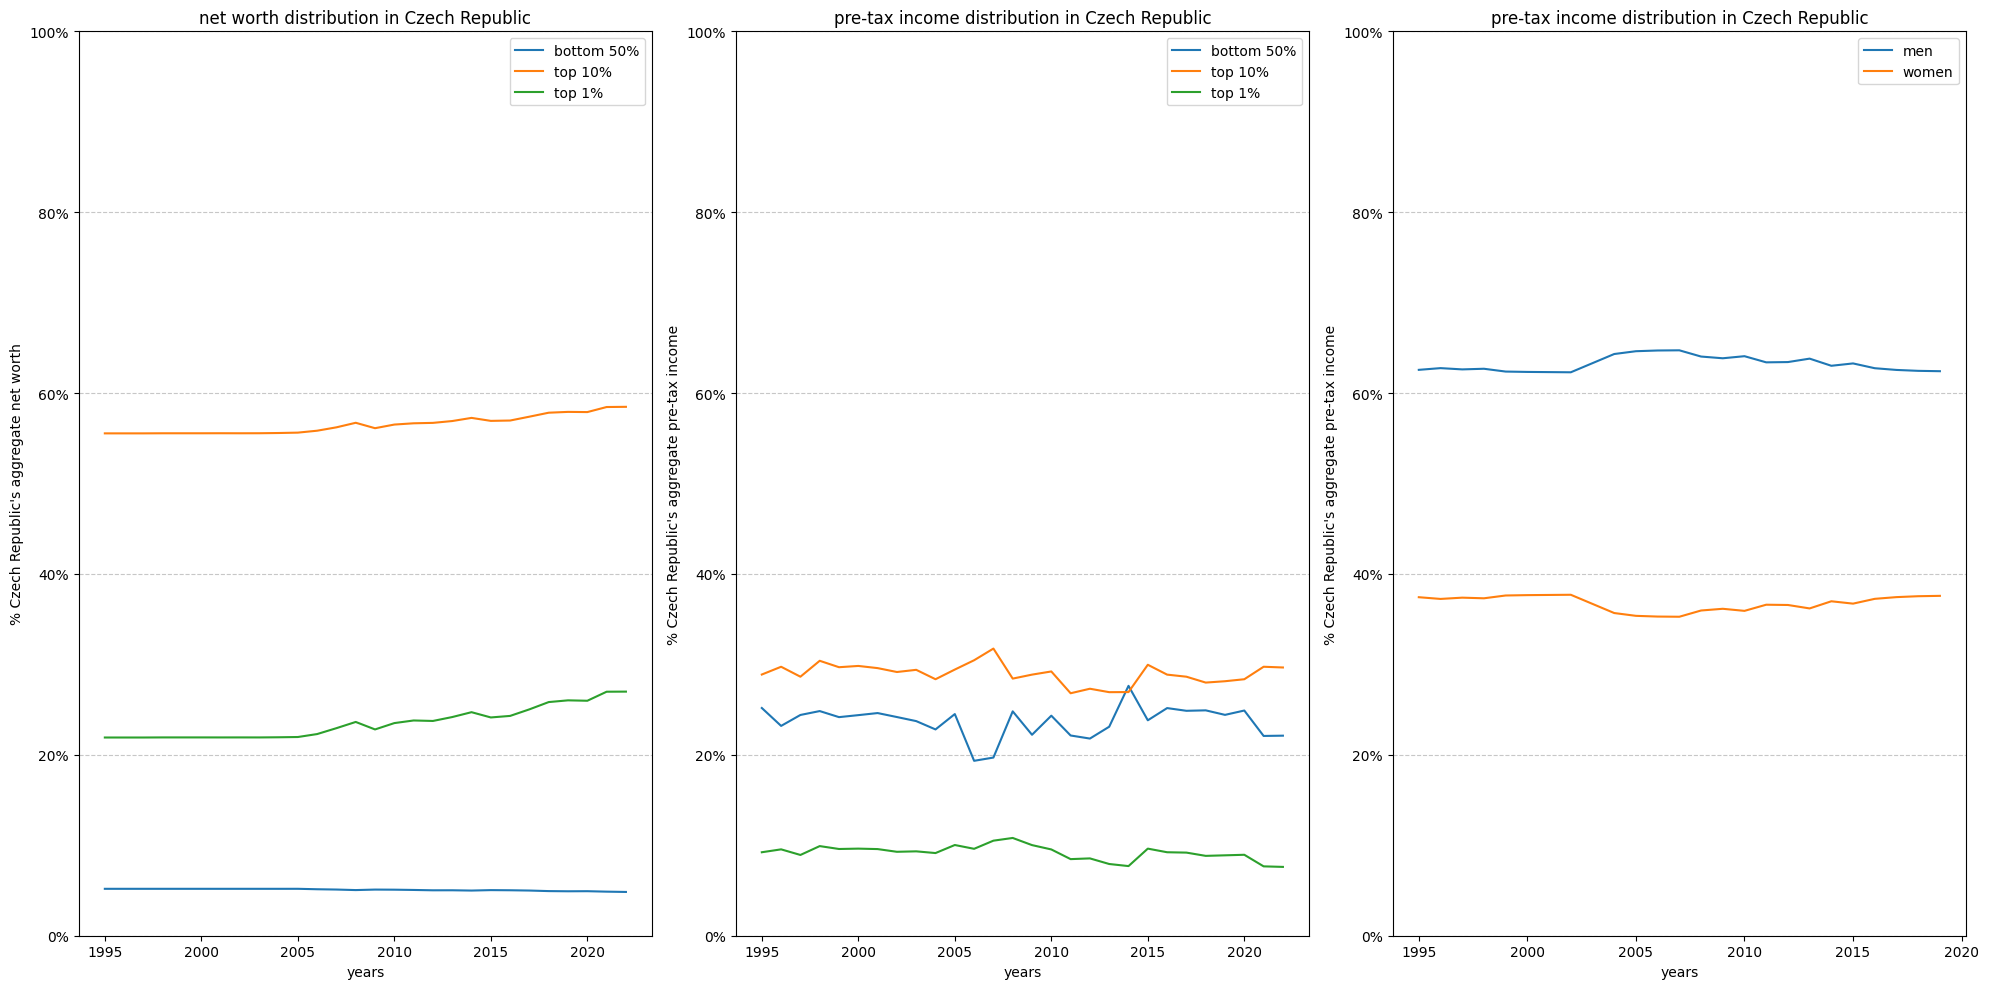 net worth distribution in Czech Republic
100%
80%
60%
40%
20%
0%
% Czech Republic's aggregate net worth
bottom 50%
top 10%
top 1%
1995
2000
2005
2010
2015
2020
years
pre-tax income distribution in Czech Republic
100%
80%
60%
40%
20%
0%
% Czech Republic's aggregate pre-tax income
bottom 50%
top 10%
top 1%
1995
2000
2005
2010
2015
2020
years
pre-tax income distribution in Czech Republic
100%
80%
60%
40%
20%
0%
% Czech Republic's aggregate pre-tax income
men
women
1995
2000
2005
2010
2015
2020
years